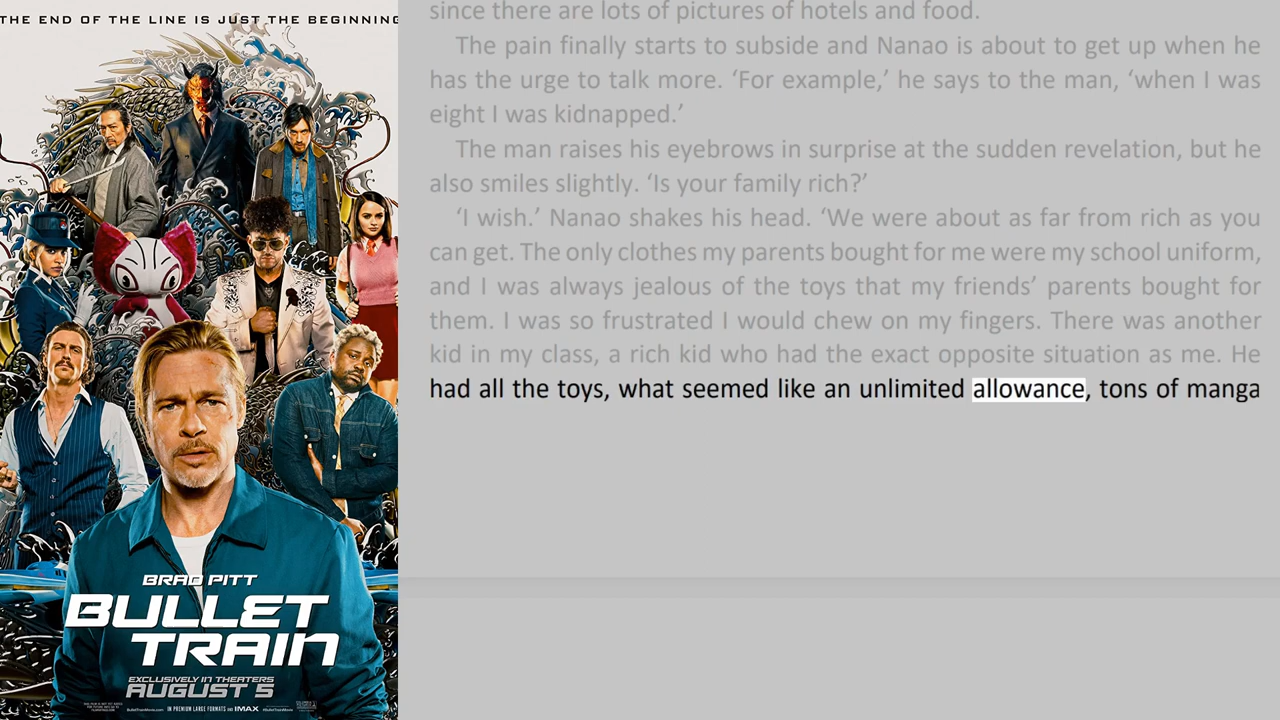 THE END OF THE LINE IS JUST THE BEGINNING
BRAD PITT
BULLET
TRAIN
EXCLUSIVELY IN THEATERS
AUGUST 5
IN PREMIUM LARGE FORMATS AND IMAX
since there are lots of pictures of hotels and food.
The pain finally starts to subside and Nanao is about to get up when he
has the urge to talk more. ‘For example,’ he says to the man, ‘when I was
eight I was kidnapped.’
The man raises his eyebrows in surprise at the sudden revelation, but he
also smiles slightly. ‘Is your family rich?’
‘I wish.’ Nanao shakes his head. ‘We were about as far from rich as you
can get. The only clothes my parents bought for me were my school uniform,
and I was always jealous of the toys that my friends’ parents bought for
them. I was so frustrated I would chew on my fingers. There was another
kid in my class, a rich kid who had the exact opposite situation as me. He
had all the toys, what seemed like an unlimited allowance, tons of manga